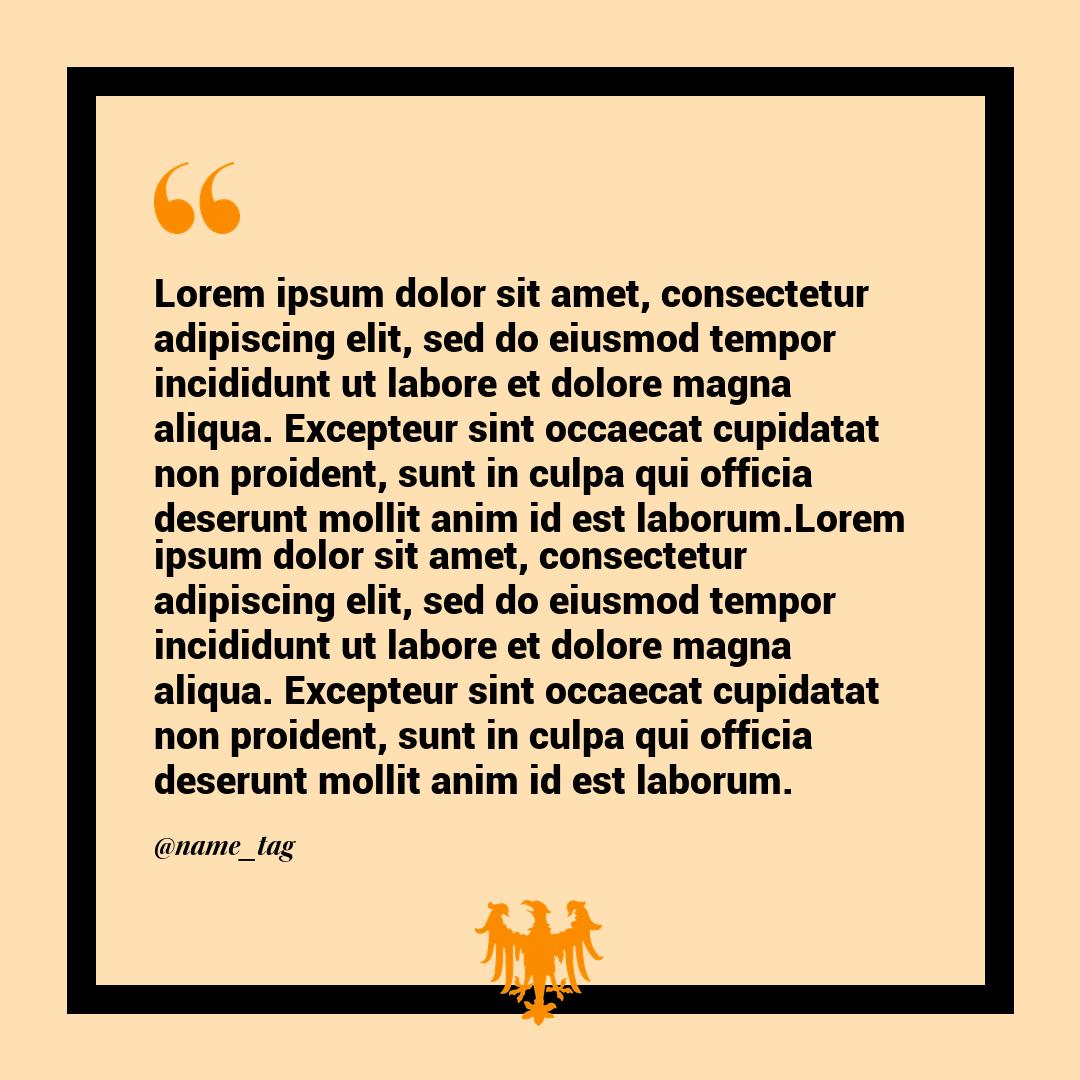 “
Lorem ipsum dolor sit amet, consectetur
adipiscing elit, sed do eiusmod tempor
incididunt ut labore et dolore magna
aliqua. Excepteur sint occaecat cupidatat
non proident, sunt in culpa qui officia
deserunt mollit anim id est laborum.Lorem
ipsum dolor sit amet, consectetur
adipiscing elit, sed do eiusmod tempor
incididunt ut labore et dolore magna
aliqua. Excepteur sint occaecat cupidatat
non proident, sunt in culpa qui officia
deserunt mollit anim id est laborum.
@name_tag